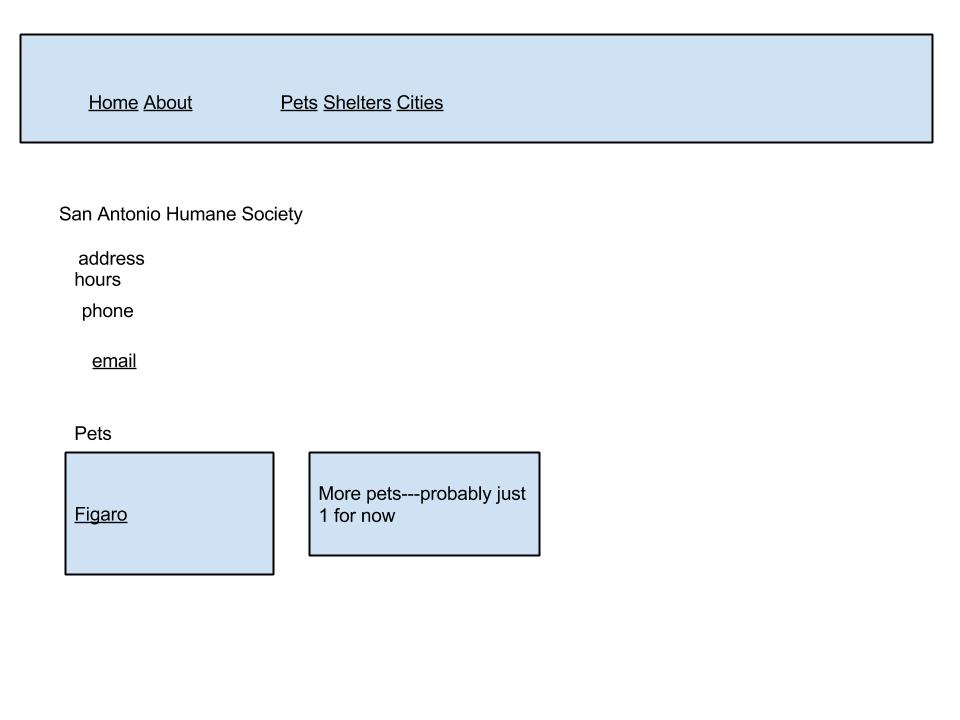 Home About Pets Shelters Cities
San Antonio Humane Society
address
hours
phone
email
Pets
Figaro
More pets---probably just
1 for now